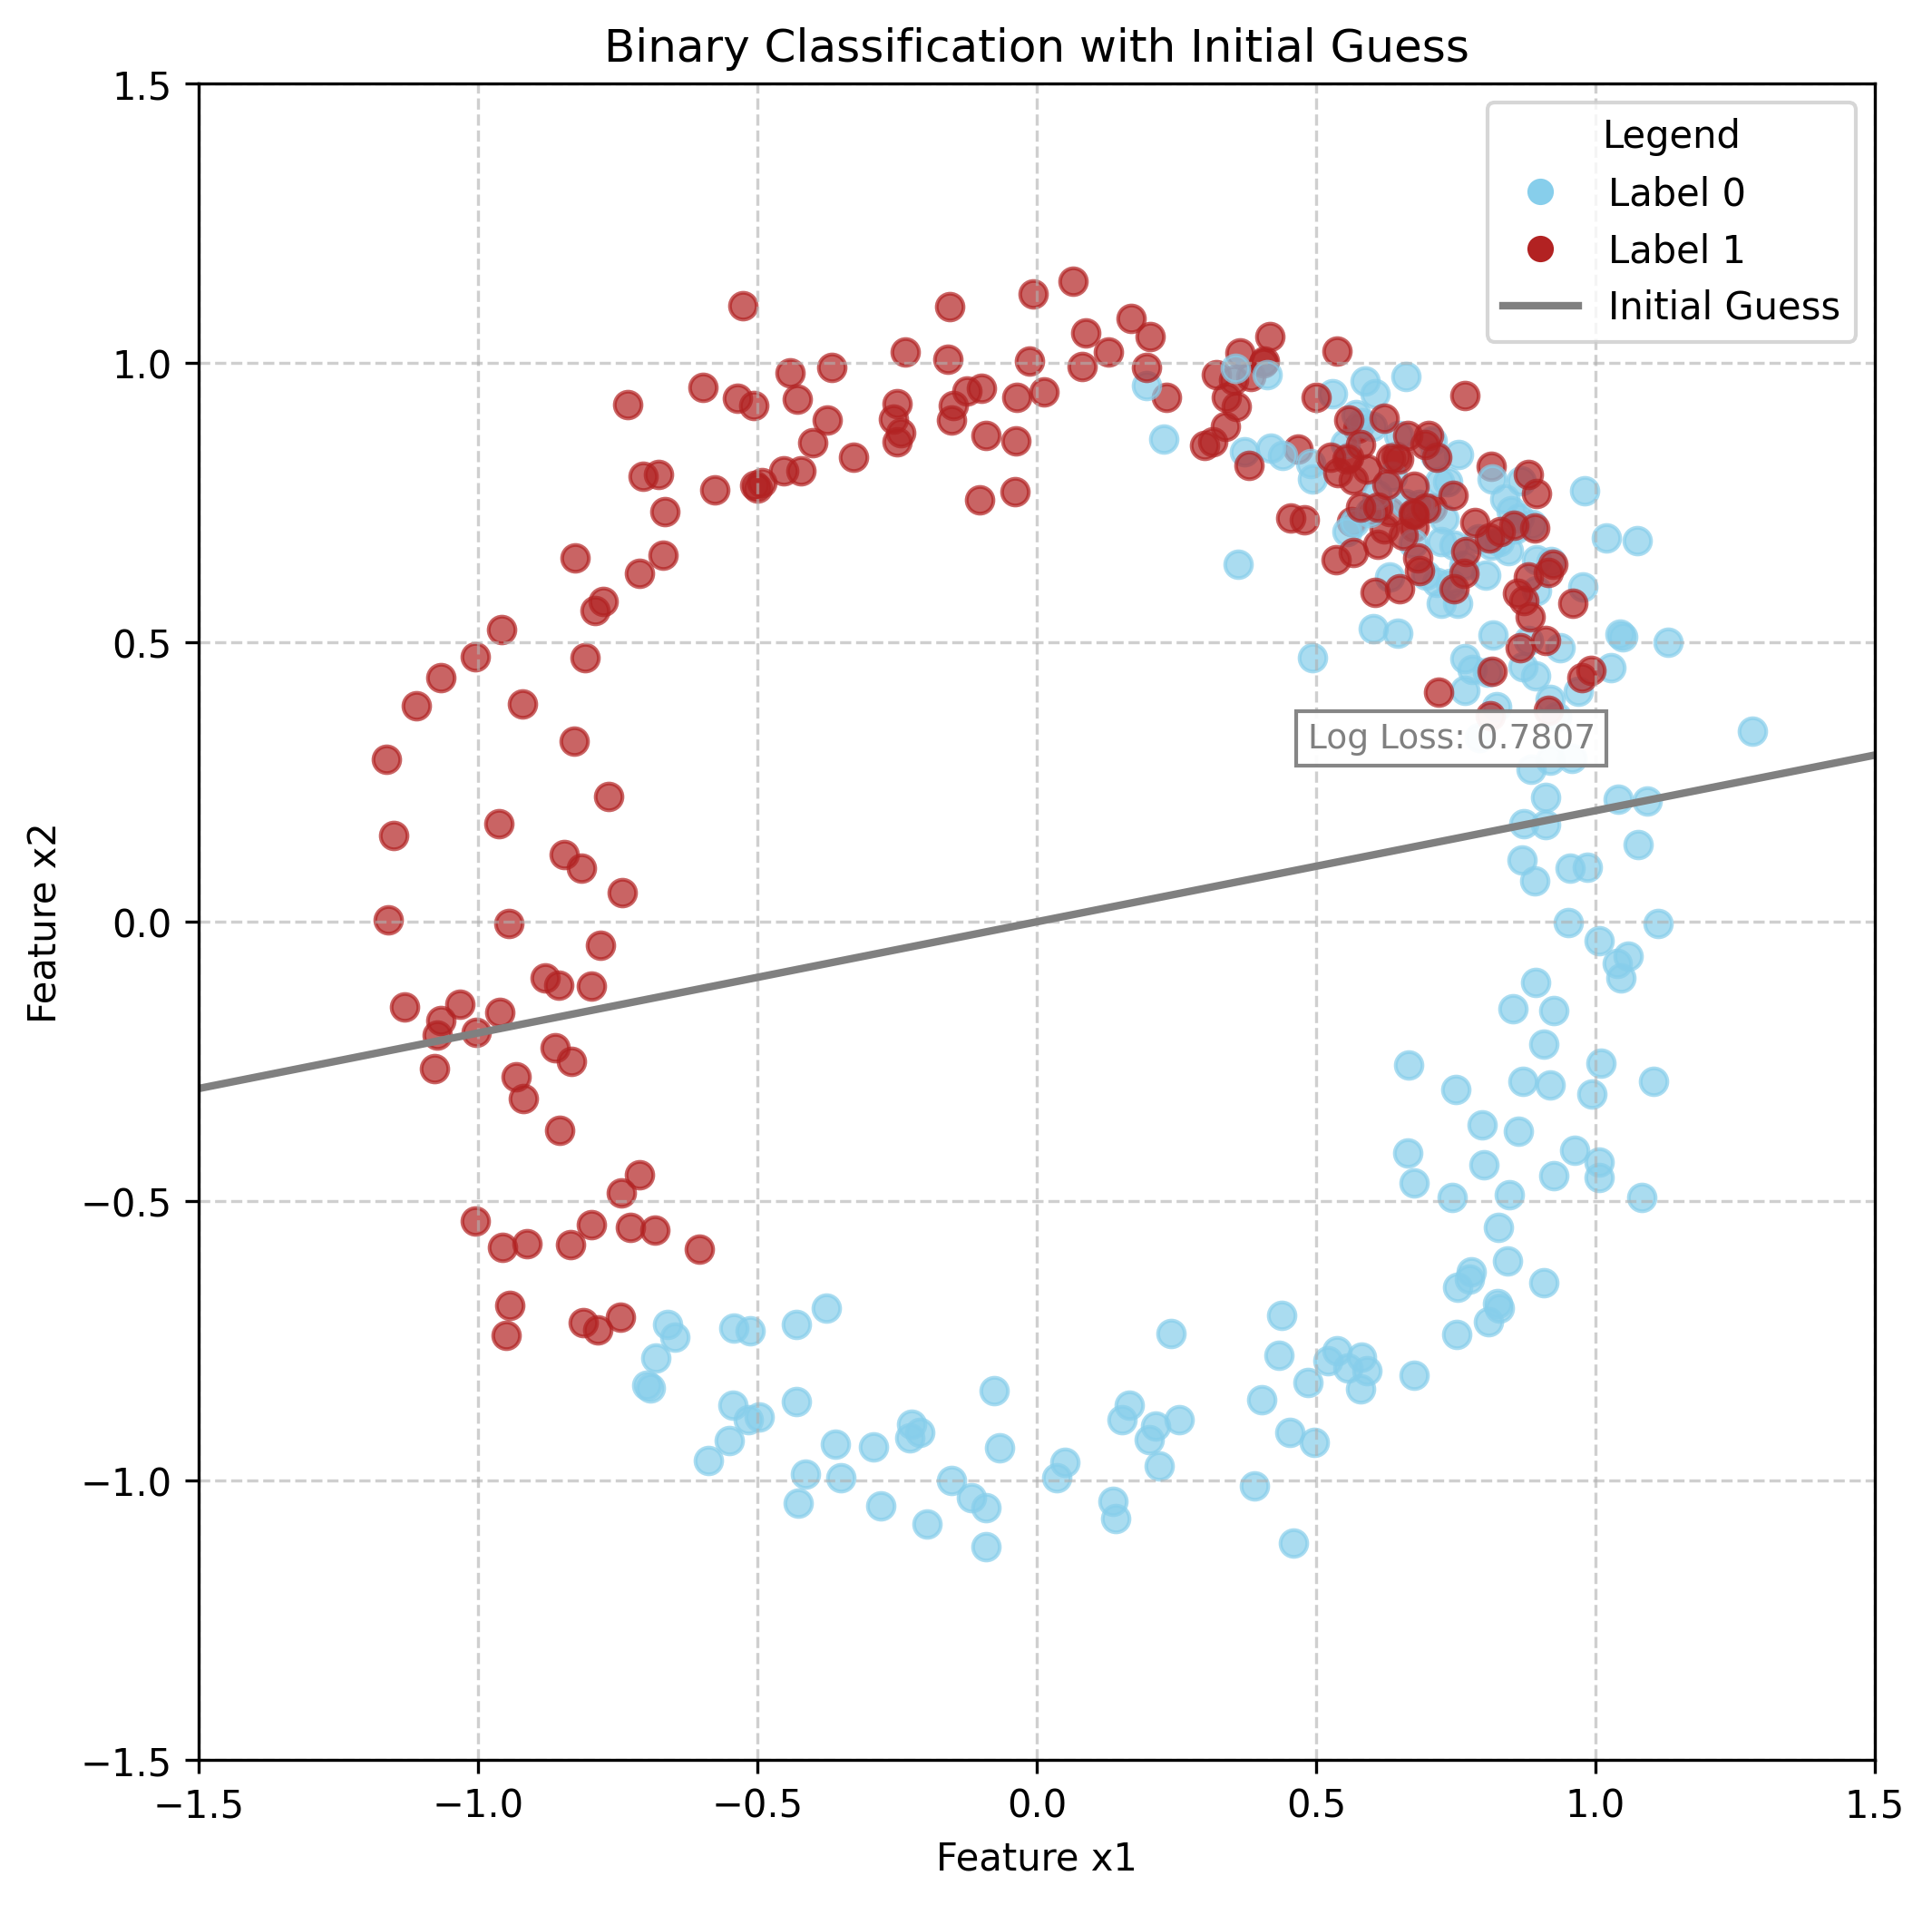 Binary Classification with Initial Guess
1.5
1.0
0.5
0.0
−0.5
−1.0
−1.5
Feature x2
Legend
Label 0
Label 1
Initial Guess
Log Loss: 0.7807
−1.5 −1.0 −0.5 0.0 0.5 1.0 1.5
Feature x1